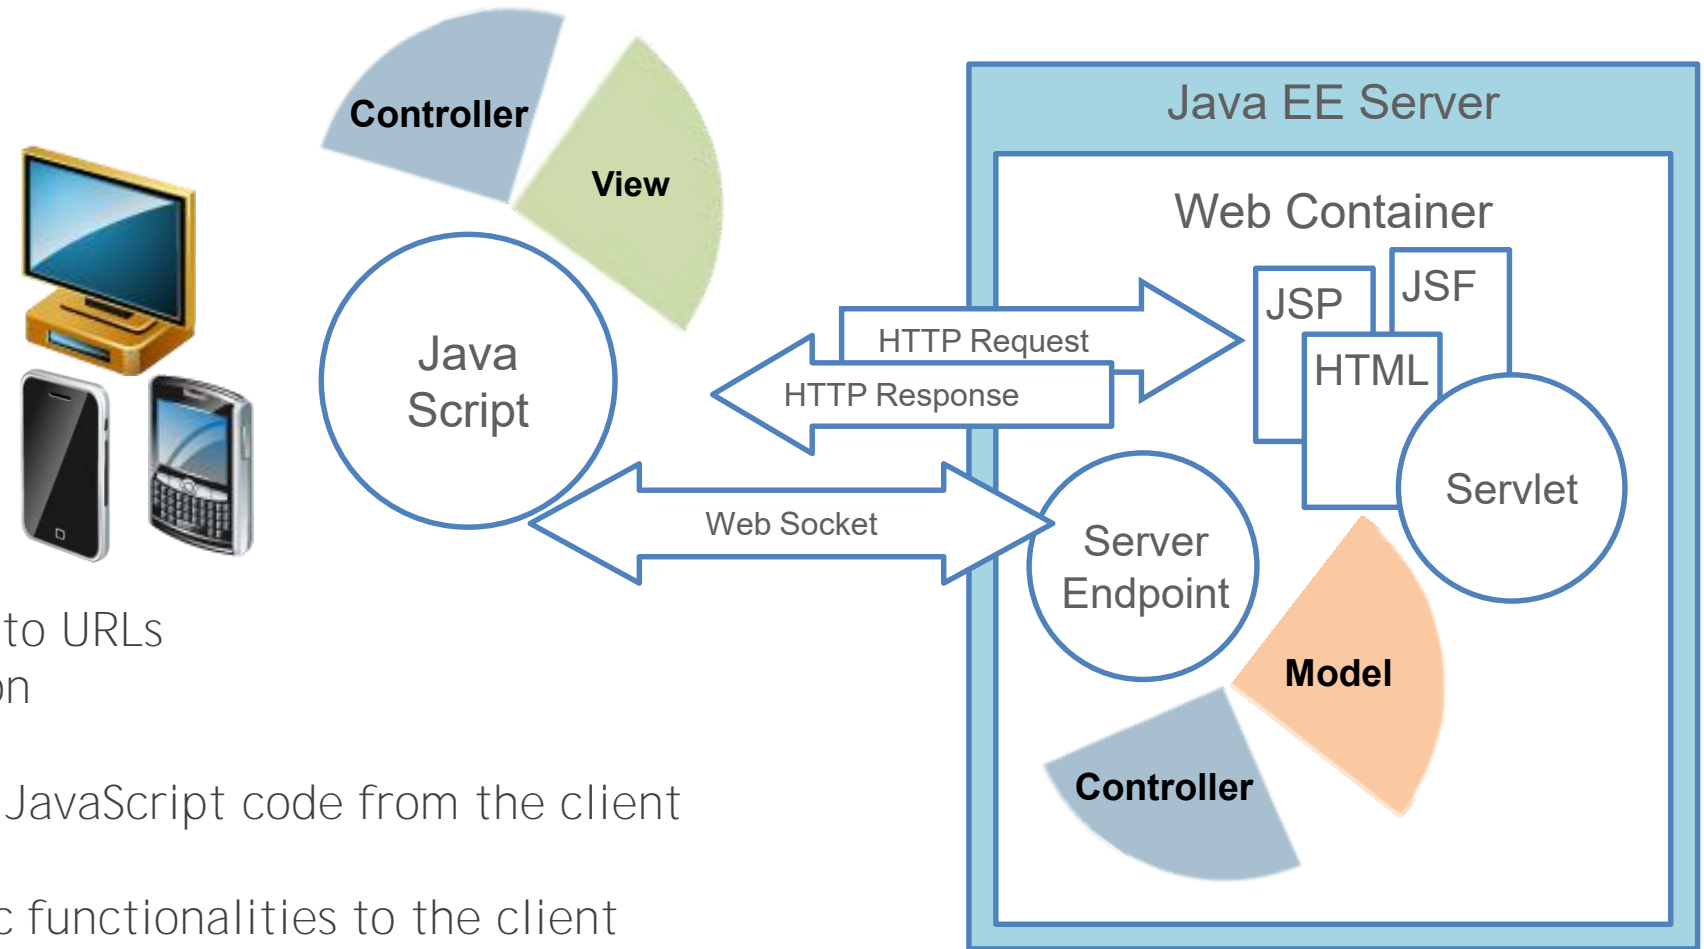 Controller
View
Java EE Server
Web Container
JSP
JSF
HTML
Servlet
HTTP Request
HTTP Response
Java
Script
Web Socket
Server
Endpoint
Model
Controller
to URLs
JavaScript code from the client
functionalities to the client